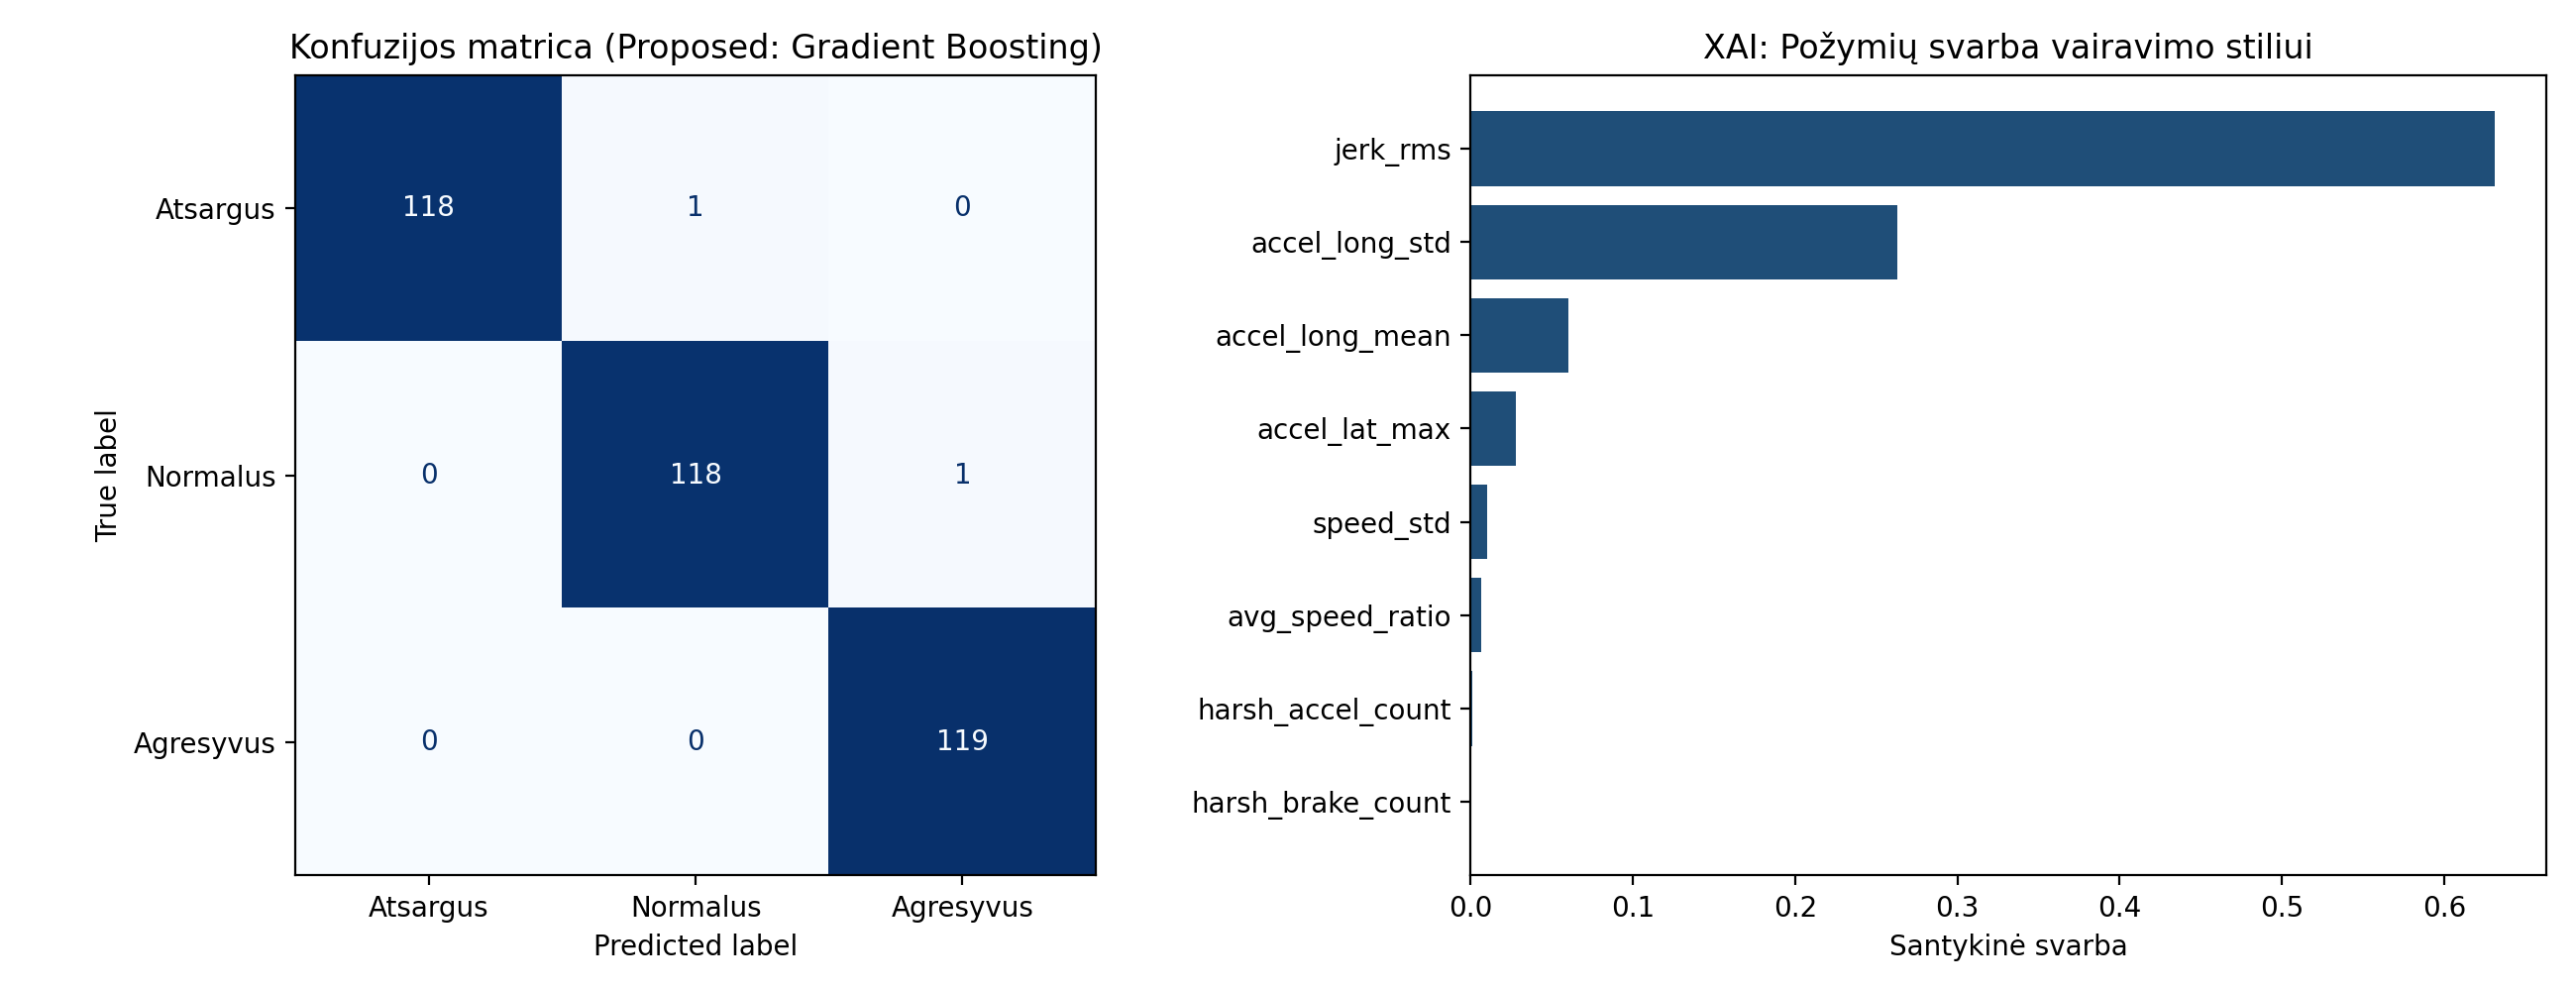 Konfuzijos matrica (Proposed: Gradient Boosting)
True label
Atsargus 118 1 0
Normalus 0 118 1
Agresyvus 0 0 119
Atsargus Normalus Agresyvus
Predicted label
XAI: Požymių svarba vairavimo stiliui
jerk_rms
accel_long_std
accel_long_mean
accel_lat_max
speed_std
avg_speed_ratio
harsh_accel_count
harsh_brake_count
0.0 0.1 0.2 0.3 0.4 0.5 0.6
Santykinė svarba